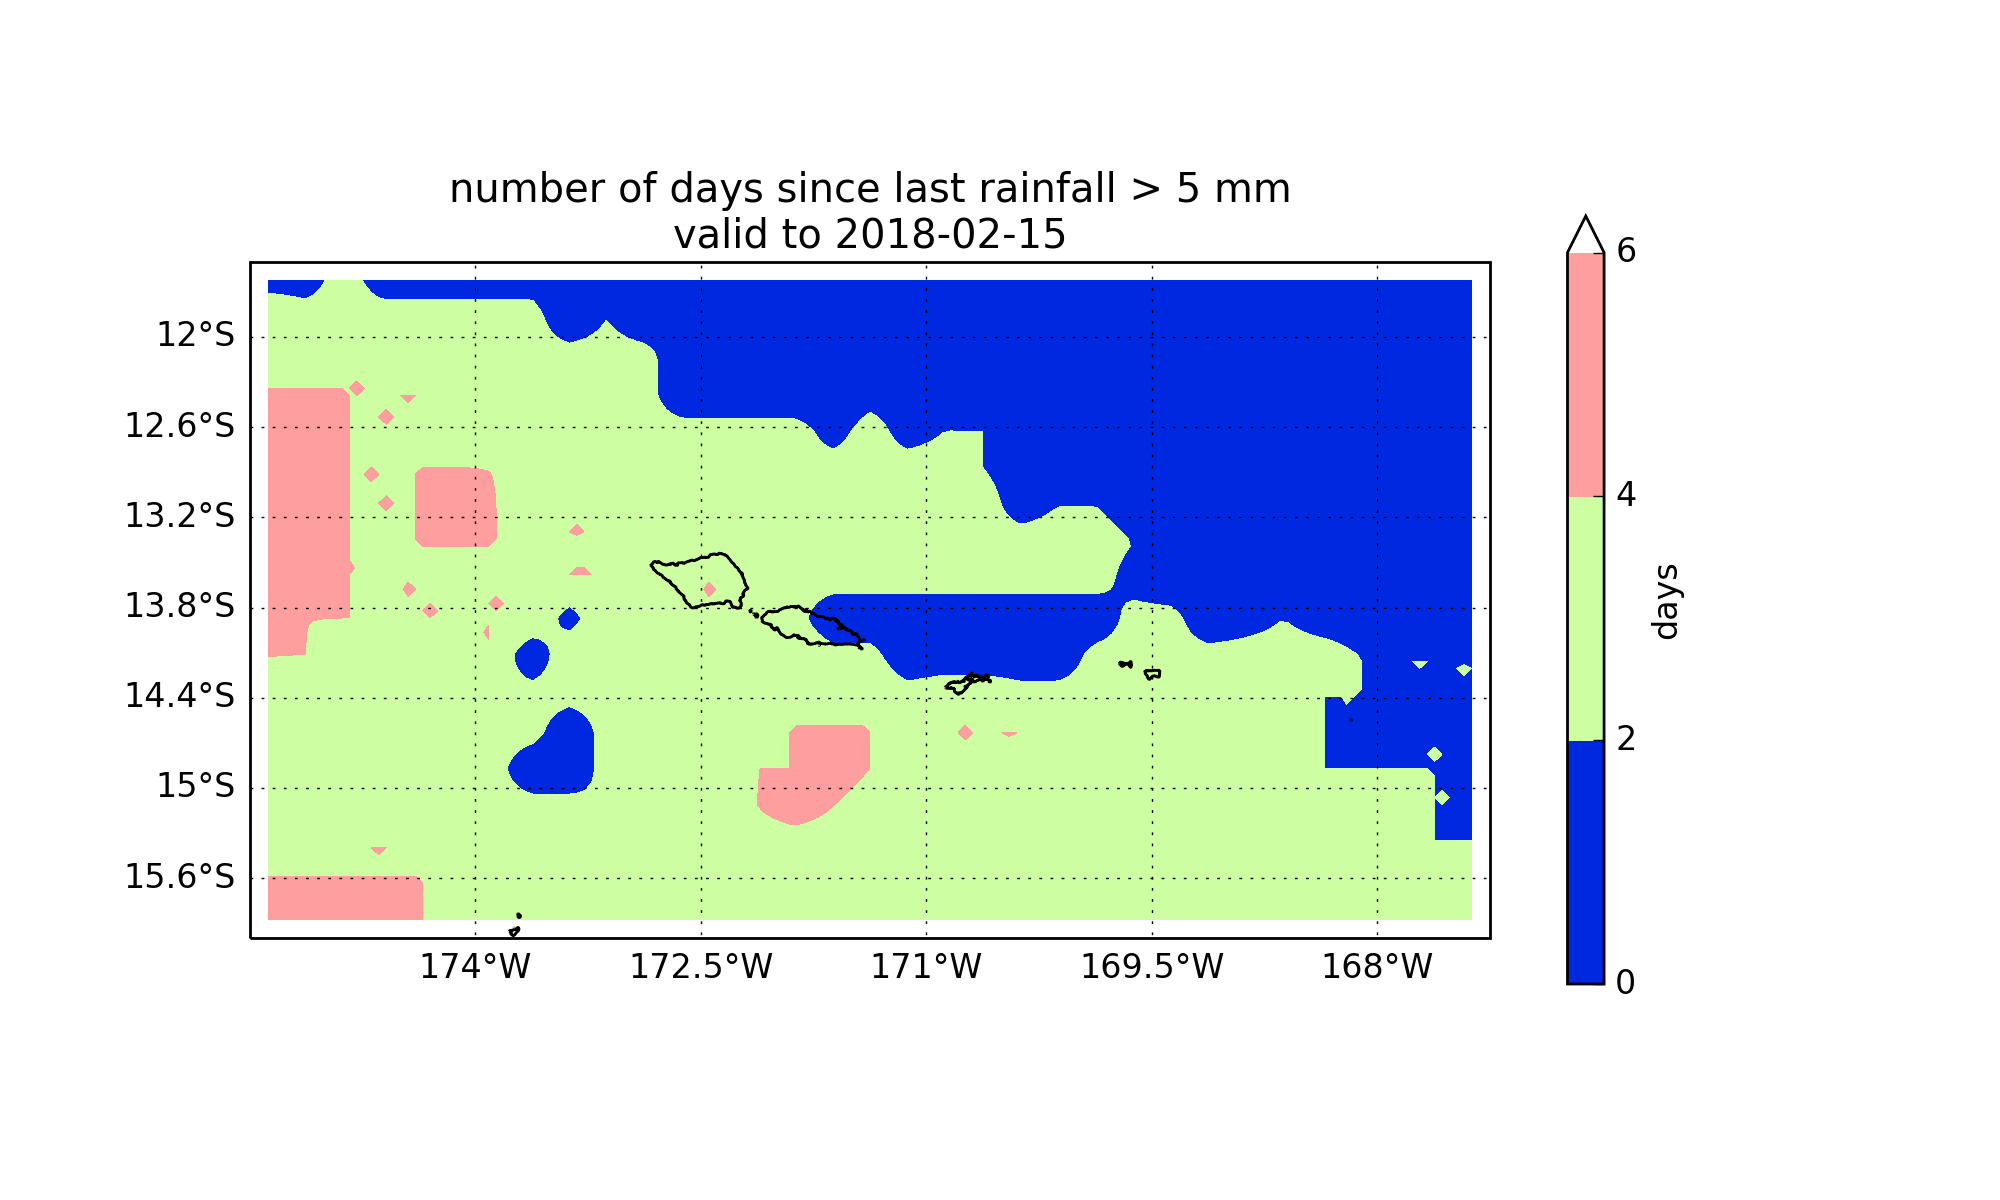 number of days since last rainfall > 5 mm
valid to 2018-02-15
12°S
12.6°S
13.2°S
13.8°S
14.4°S
15°S
15.6°S
174°W
172.5°W
171°W
169.5°W
168°W
6
4
2
0
days